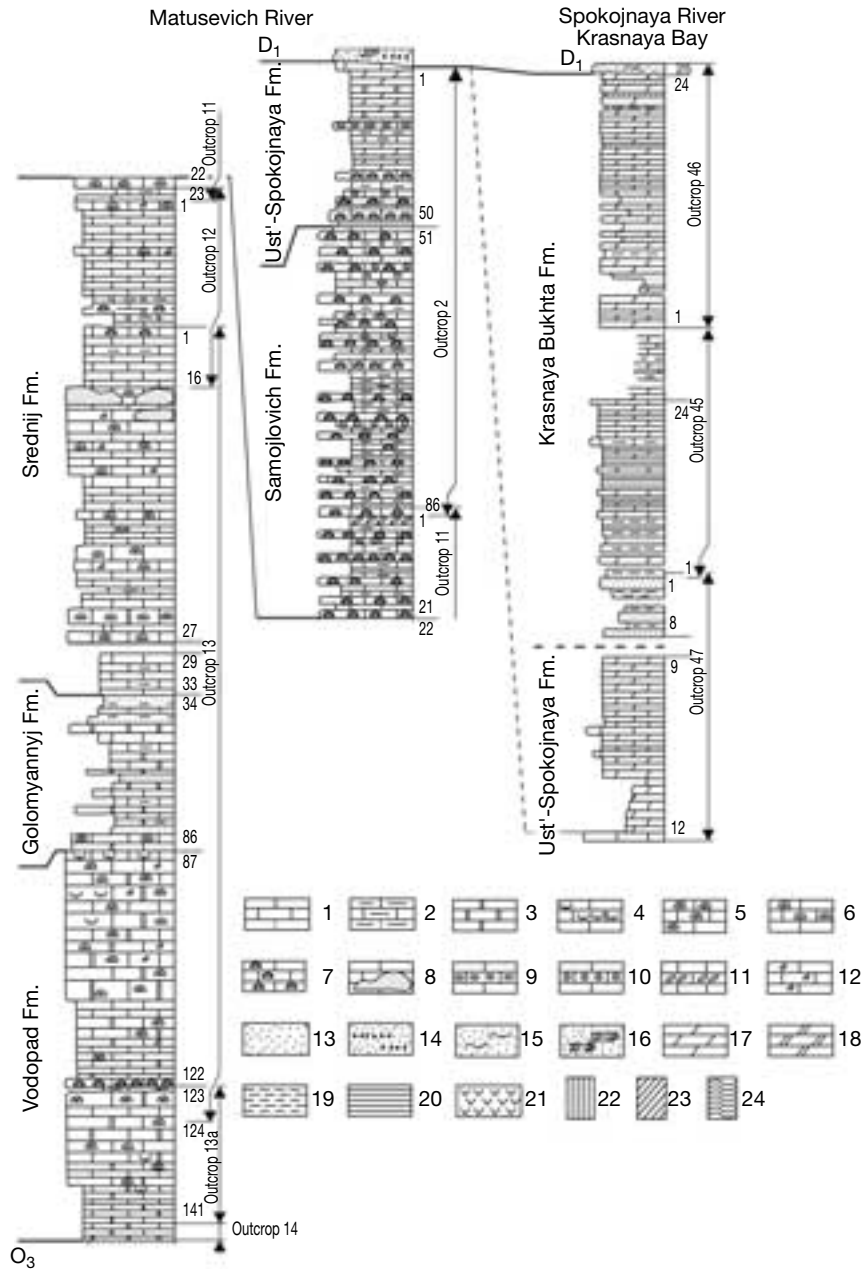 Matusevich River
Spokojnaya River
Krasnaya Bay
D1
D1
Outcrop 11
22
23
1
Outcrop 12
1
16
Srednij Fm.
27
29
33
34
Outcrop 13
Golomyannyj Fm.
86
87
Vodopad Fm.
122
123
124
Outcrop 13a
141
Outcrop 14
O3
Ust'-Spokojnaya Fm.
1
50
51
Outcrop 2
Samojlovich Fm.
86
1
Outcrop 11
21
22
24
Outcrop 46
1
Krasnaya Bukhta Fm.
24
Outcrop 45
1
1
8
9
Outcrop 47
Ust'-Spokojnaya Fm.
12
1 2 3 4 5 6
7 8 9 10 11 12
13 14 15 16 17 18
19 20 21 22 23 24